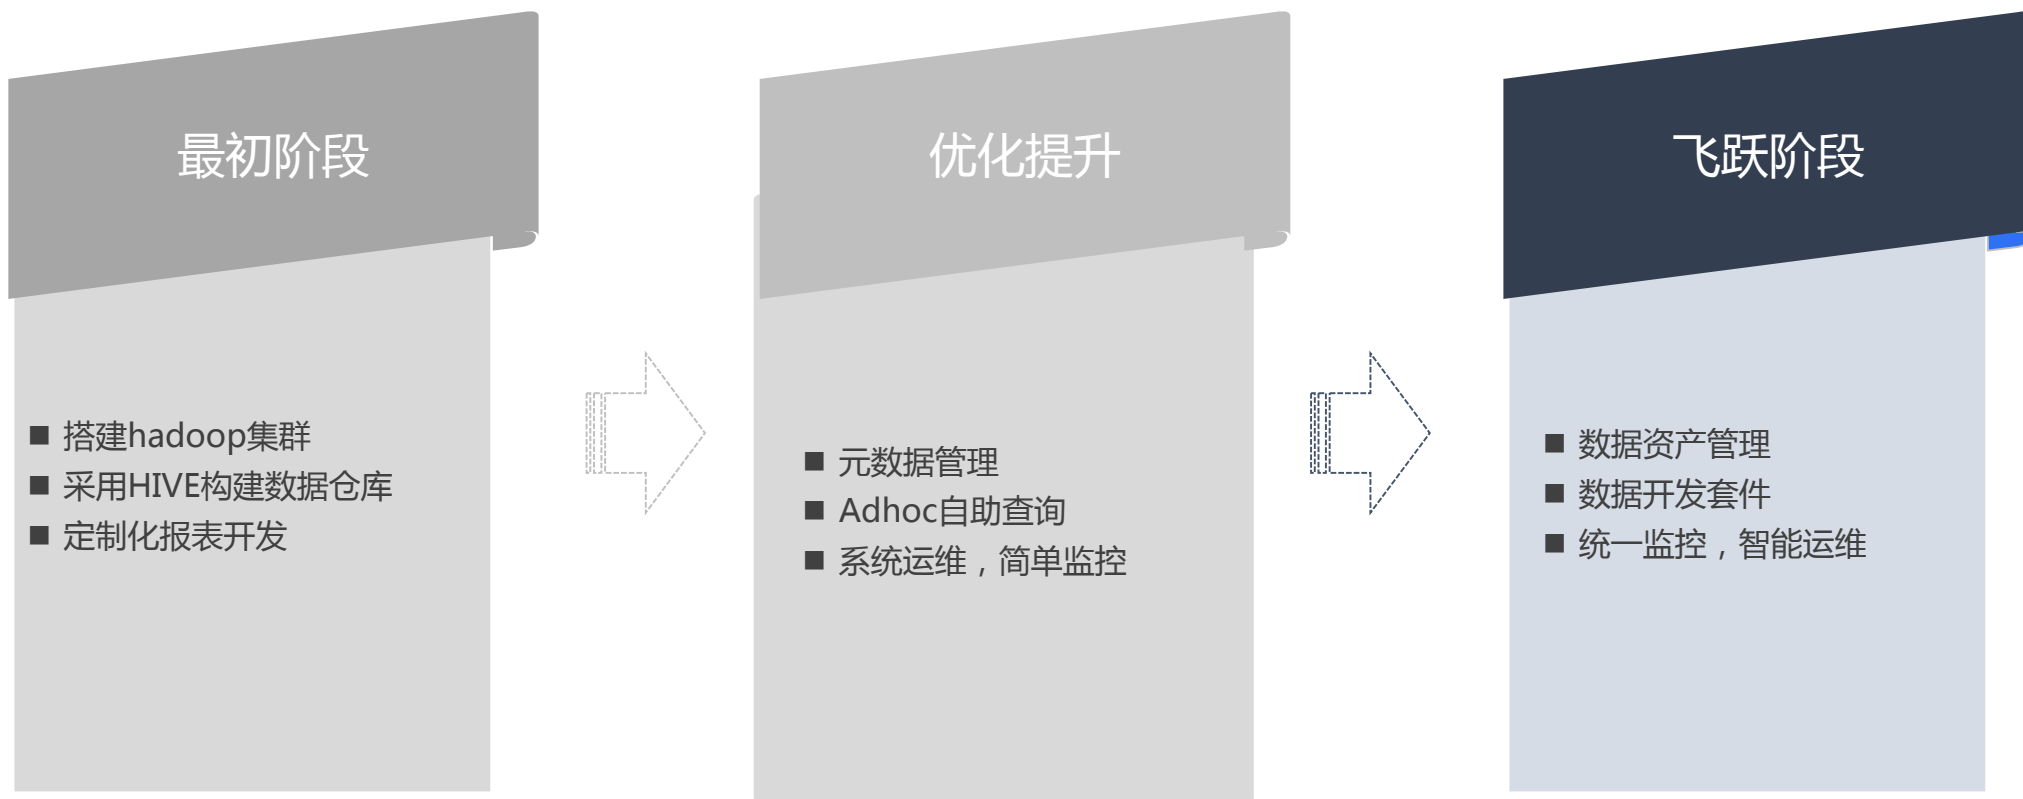 最初阶段
搭建hadoop集群
采用HIVE构建数据仓库
定制化报表开发
优化提升
元数据管理
Adhoc自助查询
系统运维，简单监控
飞跃阶段
数据资产管理
数据开发套件
统一监控，智能运维